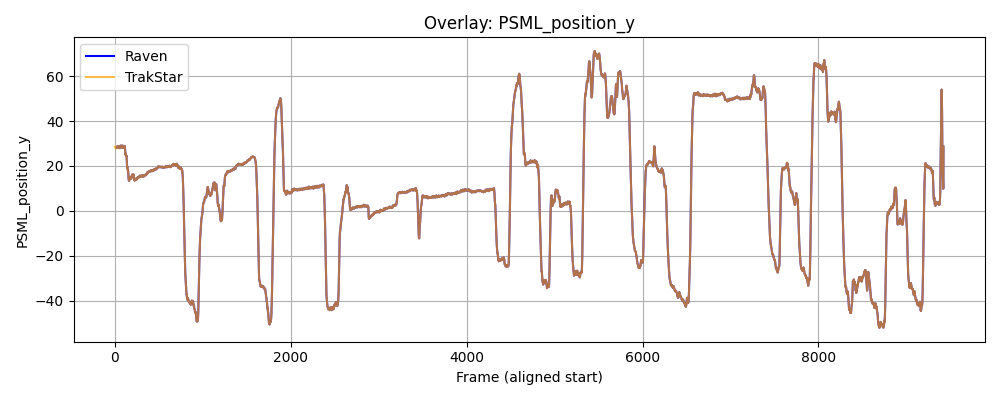 Overlay: PSML_position_y
Raven
TrakStar
PSML_position_y
60
40
20
0
−20
−40
0 2000 4000 6000 8000
Frame (aligned start)